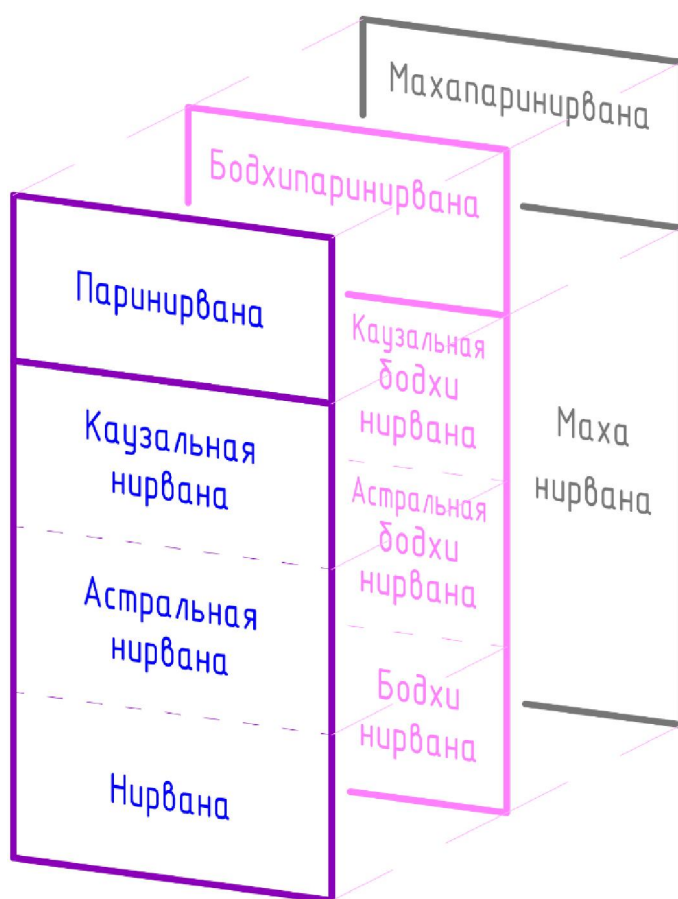 Махапаринирвана
Бодхипаринирвана
Паринирвана
Каузальная
бодхи
нирвана
Каузальная
нирвана
Маха
нирвана
Астральная
бодхи
нирвана
Астральная
нирвана
Бодхи
нирвана
Нирвана